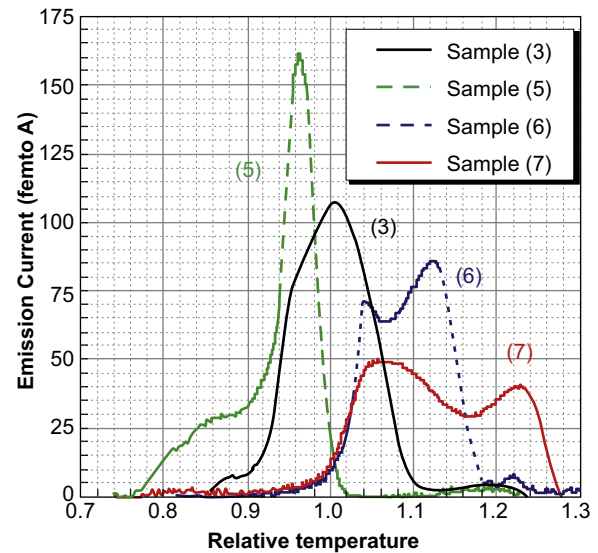 175
150
125
100
75
50
25
0
Emission Current (femto A)
Sample (3)
Sample (5)
Sample (6)
Sample (7)
(5)
(3)
(6)
(7)
0.7 0.8 0.9 1.0 1.1 1.2 1.3
Relative temperature